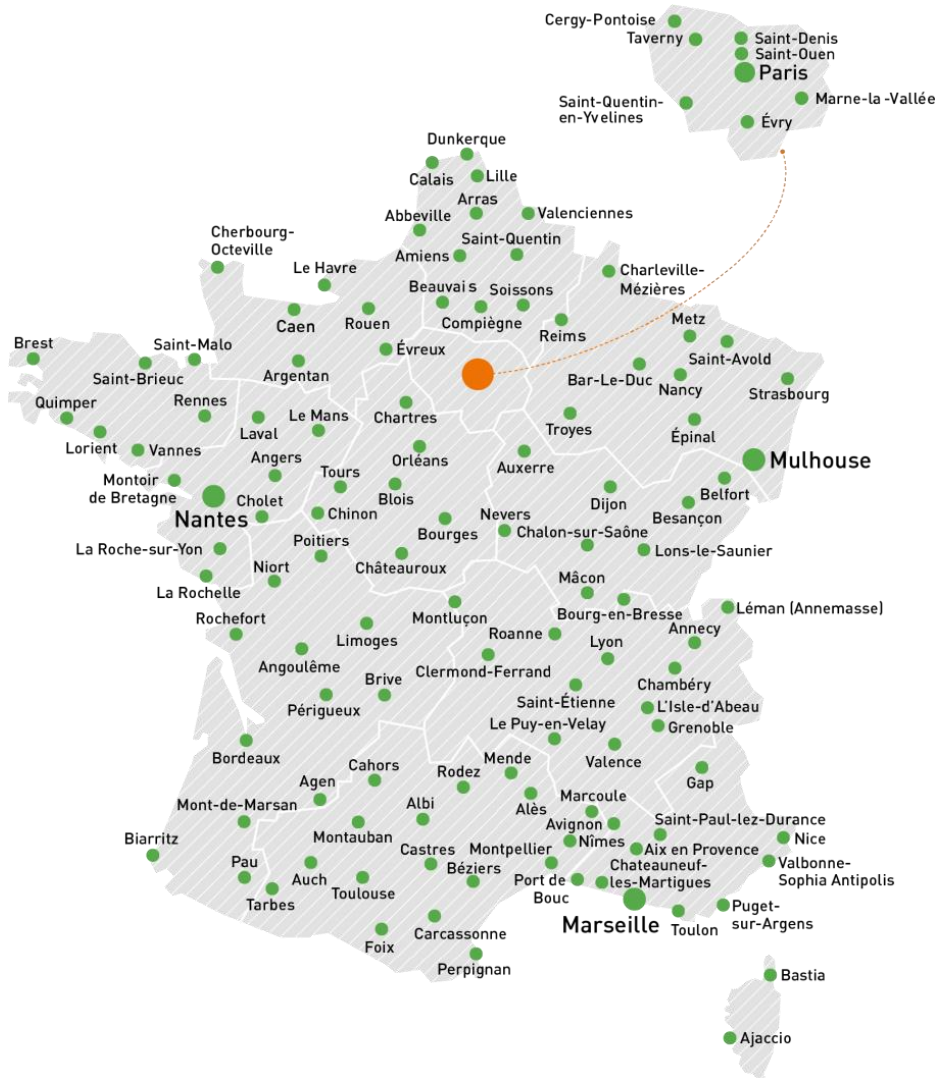 Cergy-Pontoise
Taverny
Saint-Denis
Saint-Ouen
Paris
Saint-Quentin-
en-Yvelines
Marne-la -Vallée
Évry
Dunkerque
Calais
Lille
Arras
Abbeville
Valenciennes
Cherbourg-
Octeville
Amiens
Saint-Quentin
Le Havre
Charleville-
Mézières
Beauvais
Soissons
Caen
Rouen
Compiègne
Reims
Metz
Brest
Saint-Malo
Évreux
Saint-Avold
Saint-Brieuc
Argentan
Bar-Le-Duc
Nancy
Strasbourg
Quimper
Rennes
Laval
Le Mans
Chartres
Troyes
Épinal
Lorient
Vannes
Angers
Orléans
Auxerre
Mulhouse
Montoir
de Bretagne
Tours
Blois
Dijon
Belfort
Nantes
Cholet
Chinon
Bourges
Nevers
Besançon
Chalon-sur-Saône
La Roche-sur-Yon
Poitiers
Châteauroux
Lons-le-Saunier
La Rochelle
Niort
Mâcon
Bourg-en-Bresse
Léman (Annemasse)
Rochefort
Montluçon
Limoges
Roanne
Lyon
Annecy
Angoulême
Clermond-Ferrand
Brive
Chambéry
Périgueux
Saint-Étienne
L'Isle-d'Abeau
Le Puy-en-Velay
Grenoble
Bordeaux
Valence
Cahors
Rodez
Mende
Agen
Gap
Mont-de-Marsan
Albi
Alès
Marcoule
Biarritz
Montauban
Avignon
Saint-Paul-lez-Durance
Nice
Castres
Montpellier
Nîmes
Aix en Provence
Pau
Auch
Toulouse
Béziers
Chateauneuf-
les-Martigues
Valbonne-
Sophia Antipolis
Tarbes
Port de
Bouc
Marseille
Toulon
Puget-
sur-Argens
Foix
Carcassonne
Perpignan
Bastia
Ajaccio